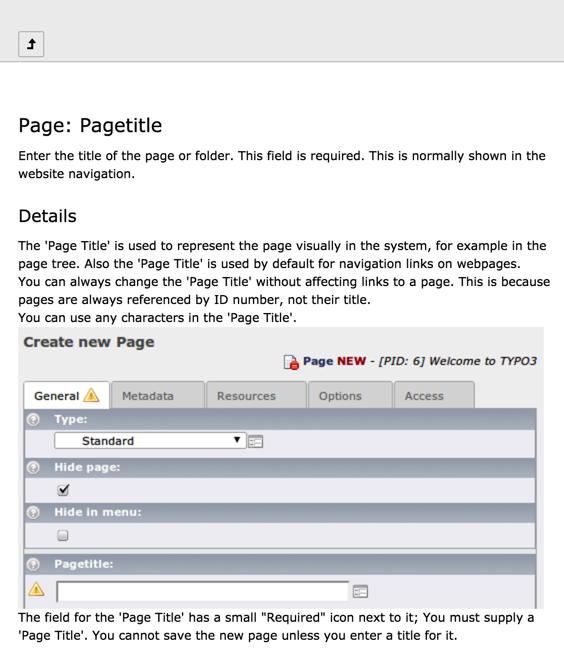 Page: Pagetitle
Enter the title of the page or folder. This field is required. This is normally shown in the
website navigation.
Details
The 'Page Title' is used to represent the page visually in the system, for example in the
page tree. Also the 'Page Title' is used by default for navigation links on webpages.
You can always change the 'Page Title' without affecting links to a page. This is because
pages are always referenced by ID number, not their title.
You can use any characters in the 'Page Title'.
Create new Page
Page NEW - [PID: 6] Welcome to TYPO3
General Metadata Resources Options Access
Type:
Standard
Hide page:
Hide in menu:
Pagetitle:
The field for the 'Page Title' has a small "Required" icon next to it; You must supply a
'Page Title'. You cannot save the new page unless you enter a title for it.